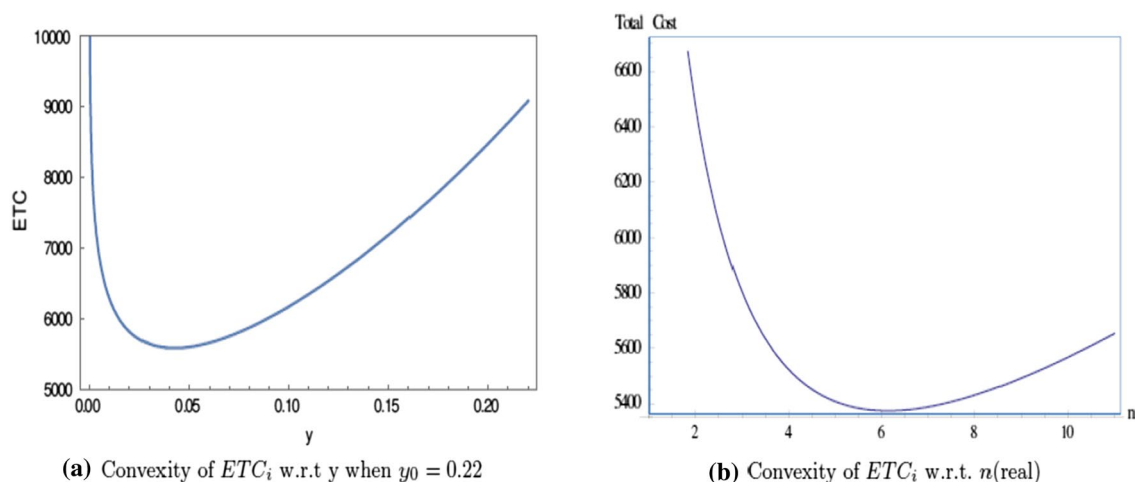 10000
9000
8000
7000
6000
5000
ETC
0.00 0.05 0.10 0.15 0.20
y
(a) Convexity of ETC_i w.r.t y when y_0 = 0.22
Total Cost
6600
6400
6200
6000
5800
5600
5400
2 4 6 8 10
n
(b) Convexity of ETC_i w.r.t. n(real)